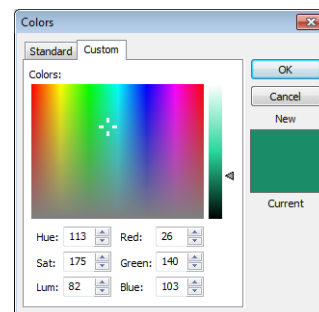 Colors
Standard Custom
Colors:
OK
Cancel
New
Current
Hue: 113 Red: 26
Sat: 175 Green: 140
Lum: 82 Blue: 103